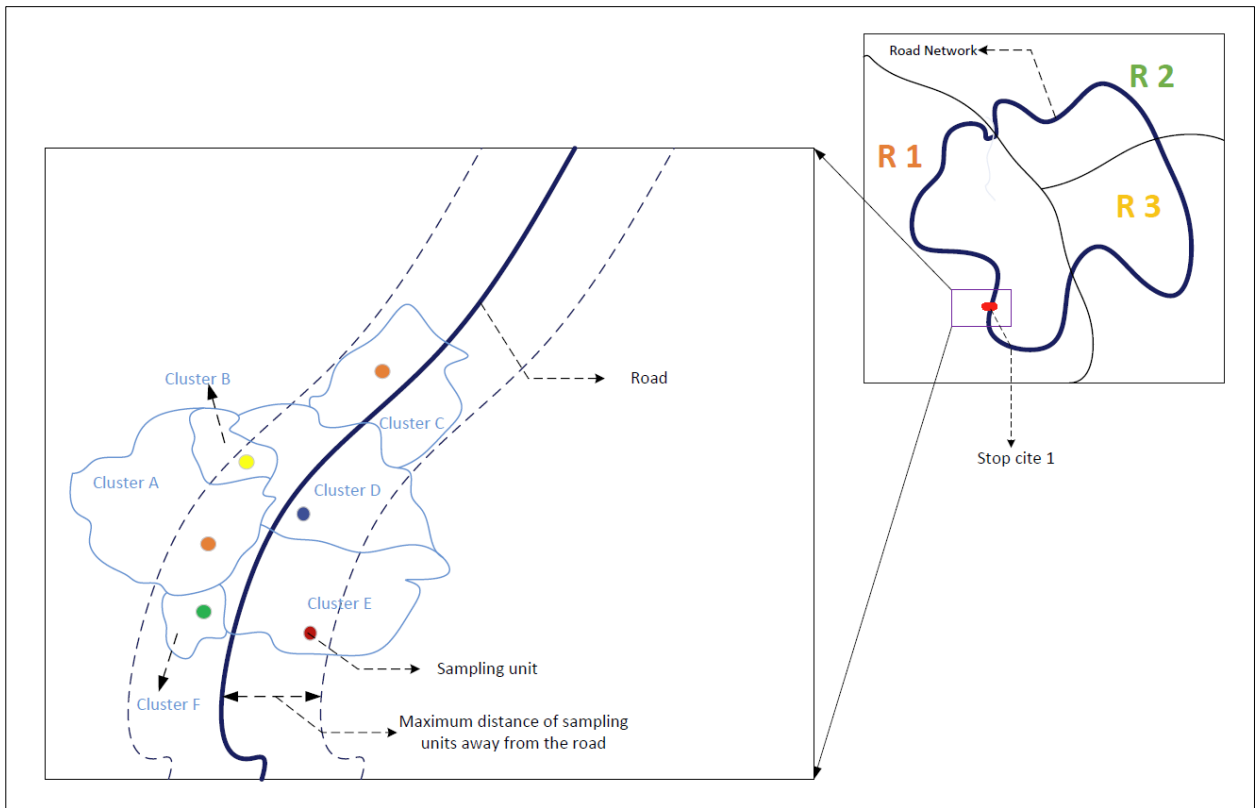 Road Network
R 2
R 1
R 3
Cluster B
Road
Cluster C
Stop cite 1
Cluster A
Cluster D
Cluster E
Sampling unit
Cluster F
Maximum distance of sampling
units away from the road